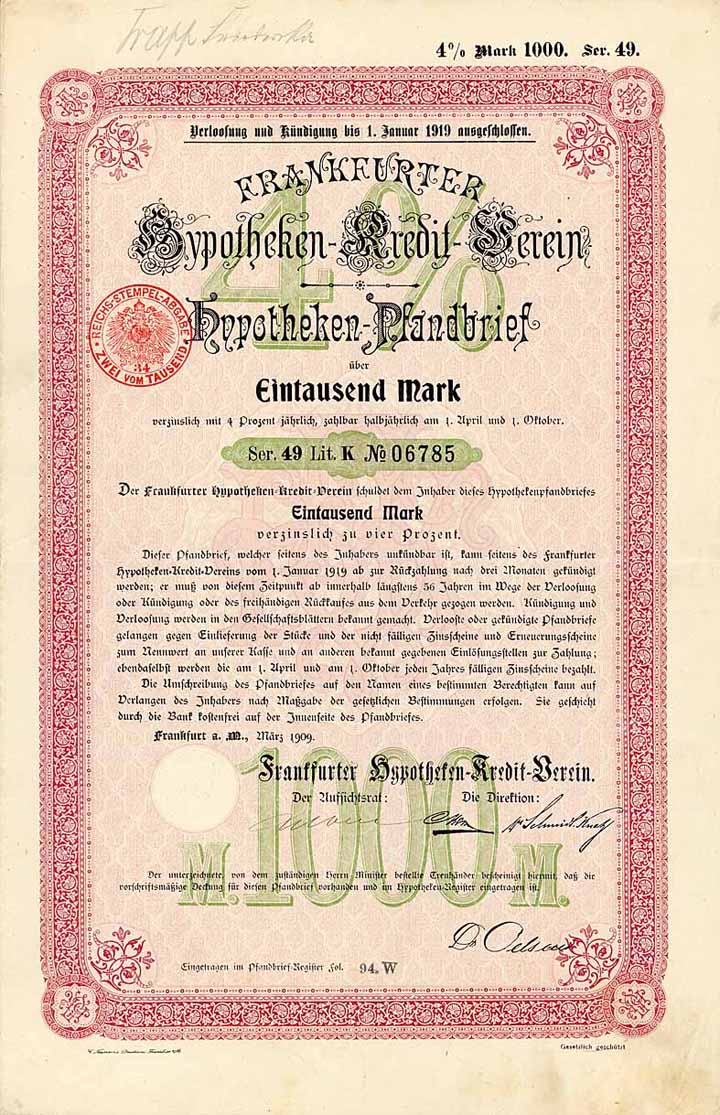 4% Mark 1000. Ser. 49.
Verloosung und Kündigung bis 1. Januar 1919 ausgeschlossen.
FRANKFURTER
Hypotheken-Kredit-Verein
4%
REICHS-STEMPEL-ABGABE
34
ZWEI VOM TAUSEND
Hypotheken-Pfandbrief
über
Eintausend Mark
verzinslich mit 4 Prozent jährlich, zahlbar halbjährlich am 1. April und 1. Oktober.
Ser. 49 Lit. K No 06785
Der Frankfurter Hypotheken-Kredit-Verein schuldet dem Inhaber dieses Hypothekenpfandbriefes
Eintausend Mark
verzinslich zu vier Prozent.
Dieser Pfandbrief, welcher seitens des Inhabers unkündbar ist, kann seitens des Frankfurter
Hypotheken-Kredit-Vereins vom 1. Januar 1919 ab zur Rückzahlung nach drei Monaten gekündigt
werden; er muß von diesem Zeitpunkt ab innerhalb längstens 56 Jahren im Wege der Verloosung
oder Kündigung oder des freihändigen Rückkaufes aus dem Verkehr gezogen werden. Kündigung und
Verloosung werden in den Gesellschaftsblättern bekannt gemacht. Verlooste oder gekündigte Pfandbriefe
gelangen gegen Einlieferung der Stücke und der nicht fälligen Zinsscheine und Erneuerungsscheine
zum Nennwert an unserer Kasse und an anderen bekannt gegebenen Einlösungsstellen zur Zahlung;
ebendaselbst werden die am 1. April und am 1. Oktober jeden Jahres fälligen Zinsscheine bezahlt.
Die Umschreibung des Pfandbriefes auf den Namen eines bestimmten Berechtigten kann auf
Verlangen des Inhabers nach Maßgabe der gesetzlichen Bestimmungen erfolgen. Sie geschieht
durch die Bank kostenfrei auf der Innenseite des Pfandbriefes.
Frankfurt a. M., März 1909.
Frankfurter Hypotheken-Kredit-Verein.
Der Aufsichtsrat: Die Direktion:
M. 1000 M.
Der unterzeichnete, von dem zuständigen Herrn Minister bestellte Treuhänder bescheinigt hiermit, daß die
vorschriftsmäßige Deckung für diesen Pfandbrief vorhanden und im Hypotheken-Register eingetragen ist.
Eingetragen im Pfandbrief-Register Fol. 94. W
Gesetzlich geschützt